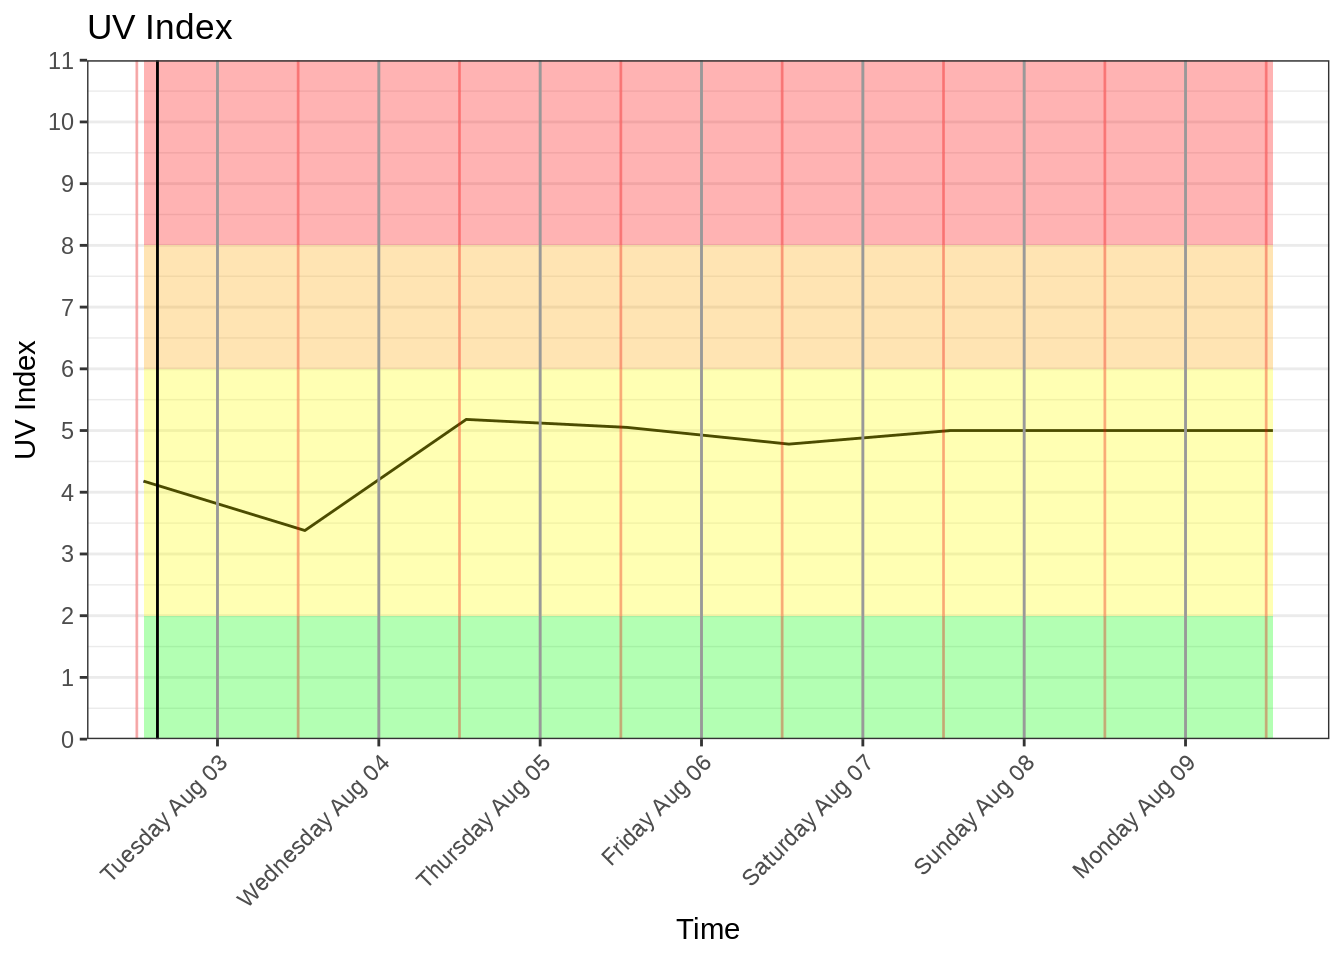 UV Index
11
10
9
8
7
6
5
4
3
2
1
0
UV Index
Tuesday Aug 03
Wednesday Aug 04
Thursday Aug 05
Friday Aug 06
Saturday Aug 07
Sunday Aug 08
Monday Aug 09
Time